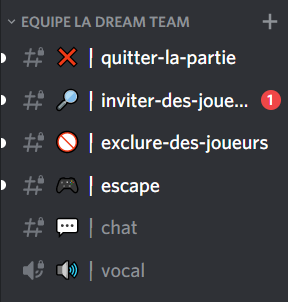 EQUIPE LA DREAM TEAM
quitter-la-partie
inviter-des-joue... 1
exclure-des-joueurs
escape
chat
vocal